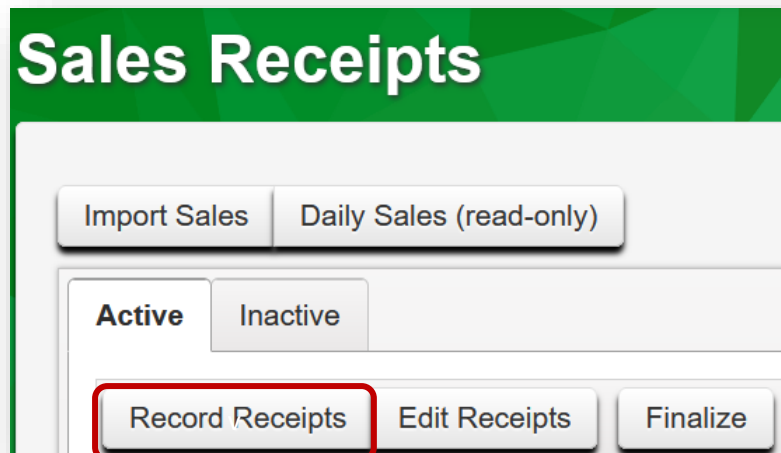 Sales Receipts
Import Sales Daily Sales (read-only)
Active Inactive
Record Receipts Edit Receipts Finalize